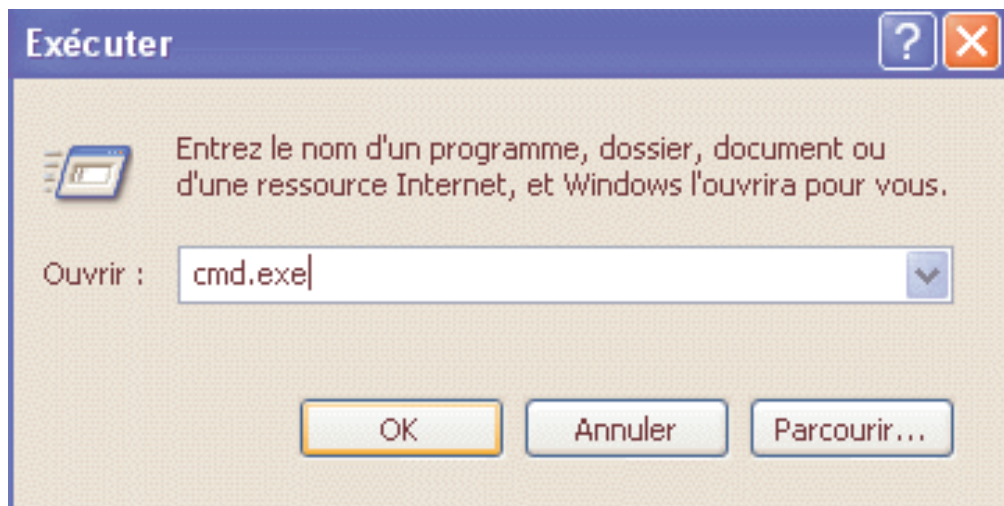 Exécuter
Entrez le nom d'un programme, dossier, document ou
d'une ressource Internet, et Windows l'ouvrira pour vous.
Ouvrir : cmd.exe
OK Annuler Parcourir...